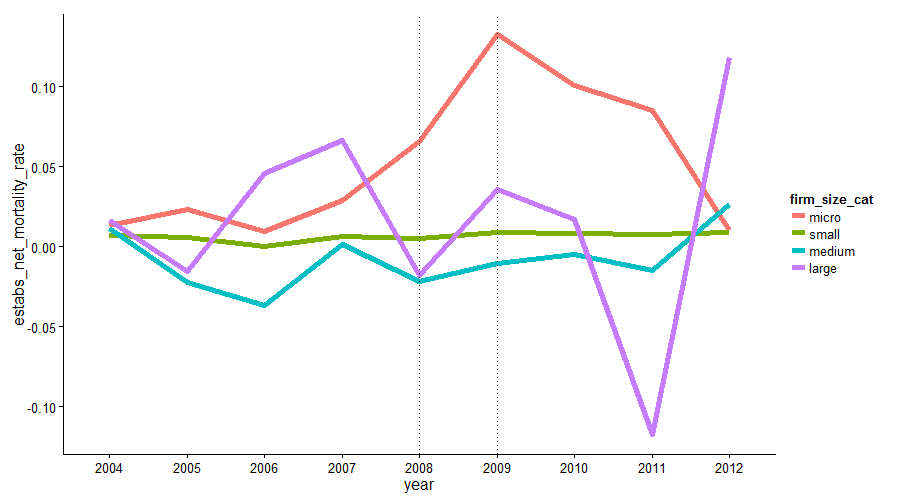 estabs_net_mortality_rate
0.10
0.05
0.00
-0.05
-0.10
2004 2005 2006 2007 2008 2009 2010 2011 2012
year
firm_size_cat
micro
small
medium
large